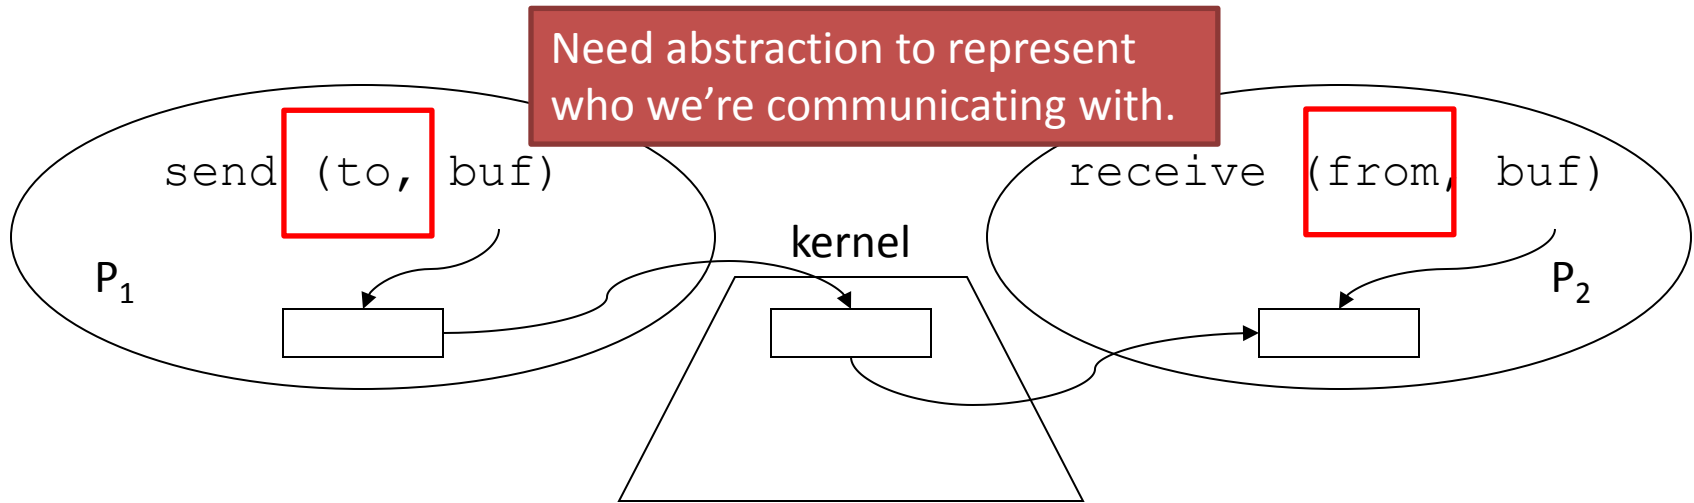 Need abstraction to represent
who we’re communicating with.
send (to, buf)
receive (from, buf)
kernel
P₁
P₂